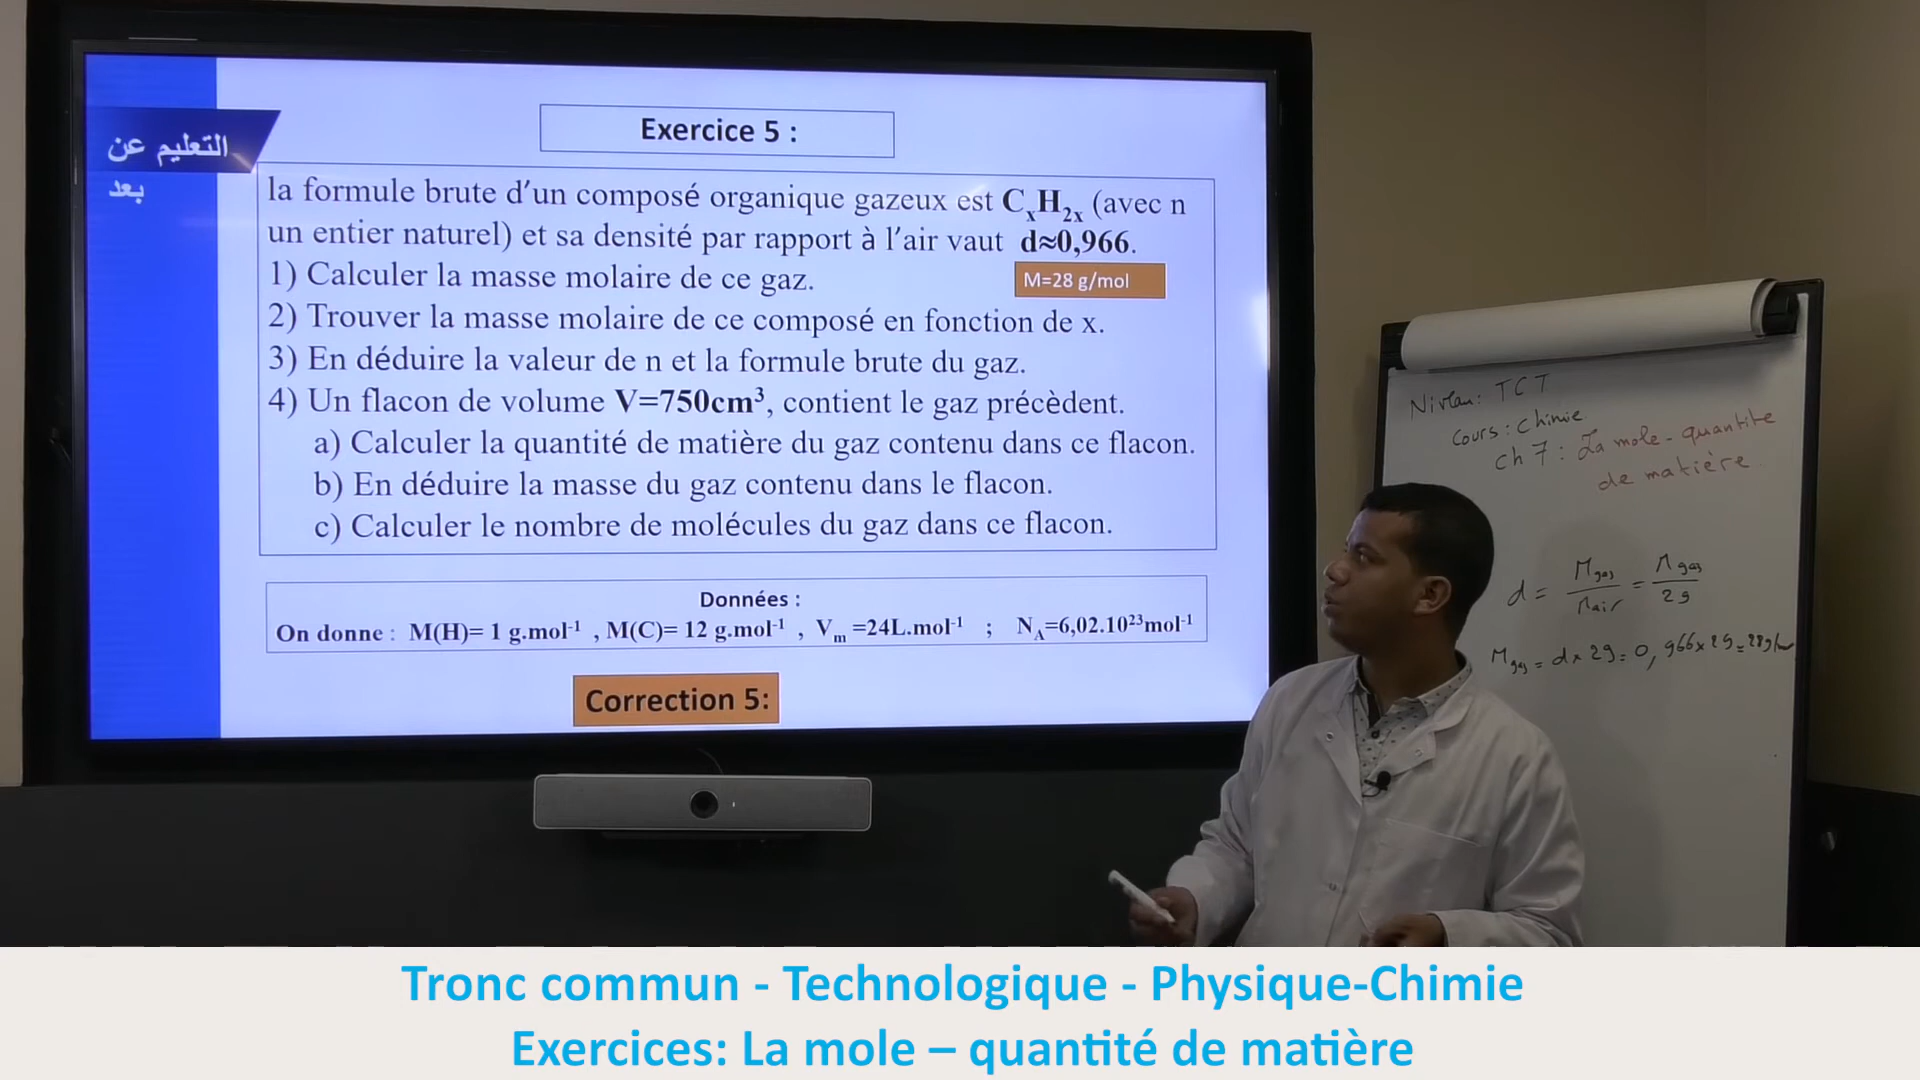 التعليم عن
بعد
Exercice 5 :
la formule brute d’un composé organique gazeux est CxH2x (avec n
un entier naturel) et sa densité par rapport à l’air vaut d≈0,966.
1) Calculer la masse molaire de ce gaz.
M=28 g/mol
2) Trouver la masse molaire de ce composé en fonction de x.
3) En déduire la valeur de n et la formule brute du gaz.
4) Un flacon de volume V=750cm³, contient le gaz précèdent.
a) Calculer la quantité de matière du gaz contenu dans ce flacon.
b) En déduire la masse du gaz contenu dans le flacon.
c) Calculer le nombre de molécules du gaz dans ce flacon.
Données :
On donne : M(H)= 1 g.mol⁻¹ , M(C)= 12 g.mol⁻¹ , Vm =24L.mol⁻¹ ; NA=6,02.10²³mol⁻¹
Correction 5:
Niveau: TCT
Cours: chimie
ch 7: La mole - quantite
de matière
d = Mgas/Mair = Mgas/29
Mgas = d × 29 = 0,966 × 29 = 28g/
Tronc commun - Technologique - Physique-Chimie
Exercices: La mole – quantité de matière